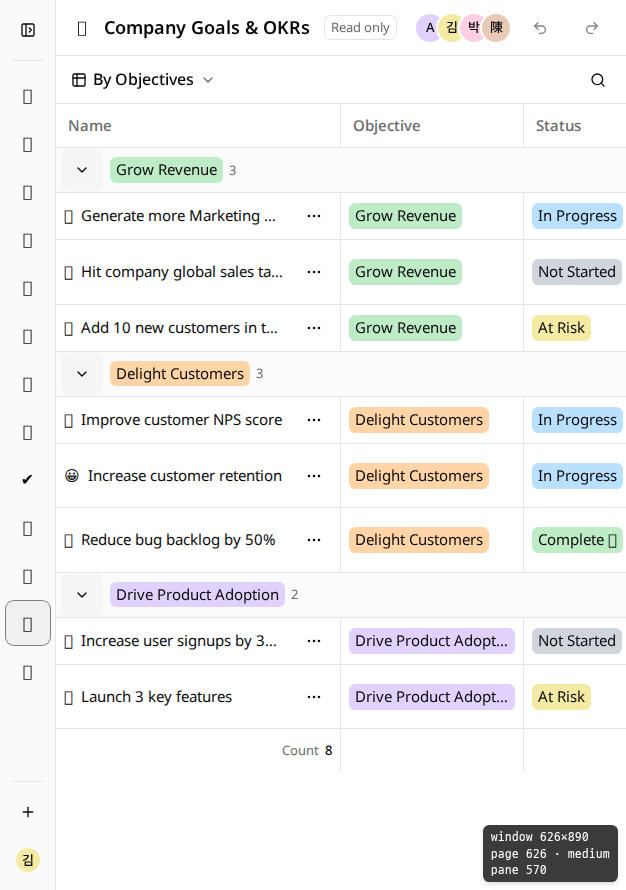 Company Goals & OKRs Read only A 김 박 陳
By Objectives
Name Objective Status
Grow Revenue 3
Generate more Marketing ... Grow Revenue In Progress
Hit company global sales ta... Grow Revenue Not Started
Add 10 new customers in t... Grow Revenue At Risk
Delight Customers 3
Improve customer NPS score Delight Customers In Progress
Increase customer retention Delight Customers In Progress
Reduce bug backlog by 50% Delight Customers Complete
Drive Product Adoption 2
Increase user signups by 3... Drive Product Adopt... Not Started
Launch 3 key features Drive Product Adopt... At Risk
Count 8
김
window 626×890
page 626 · medium
pane 570